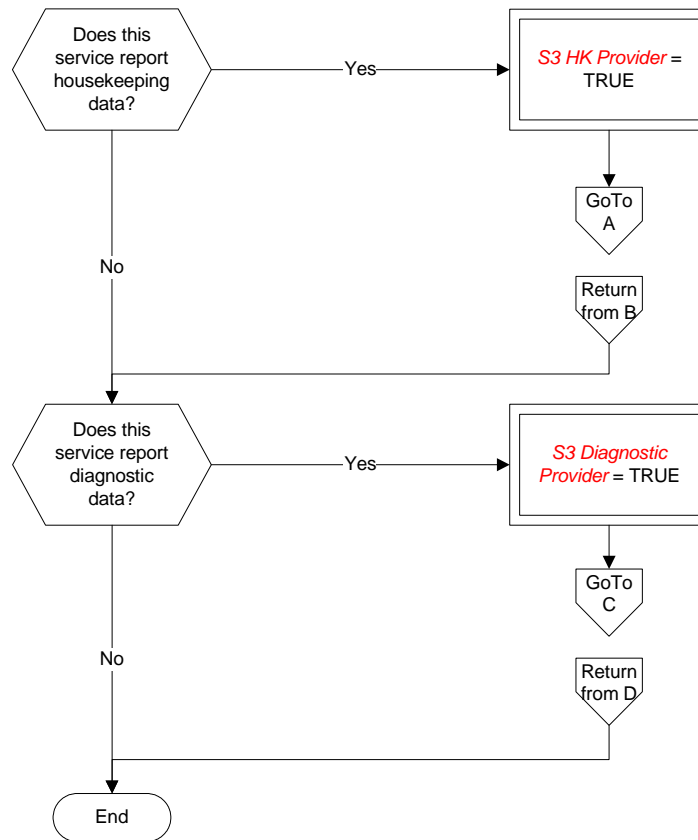 Does this
service report
housekeeping
data?
Yes
S3 HK Provider =
TRUE
GoTo
A
No
Return
from B
Does this
service report
diagnostic
data?
Yes
S3 Diagnostic
Provider = TRUE
GoTo
C
No
Return
from D
End